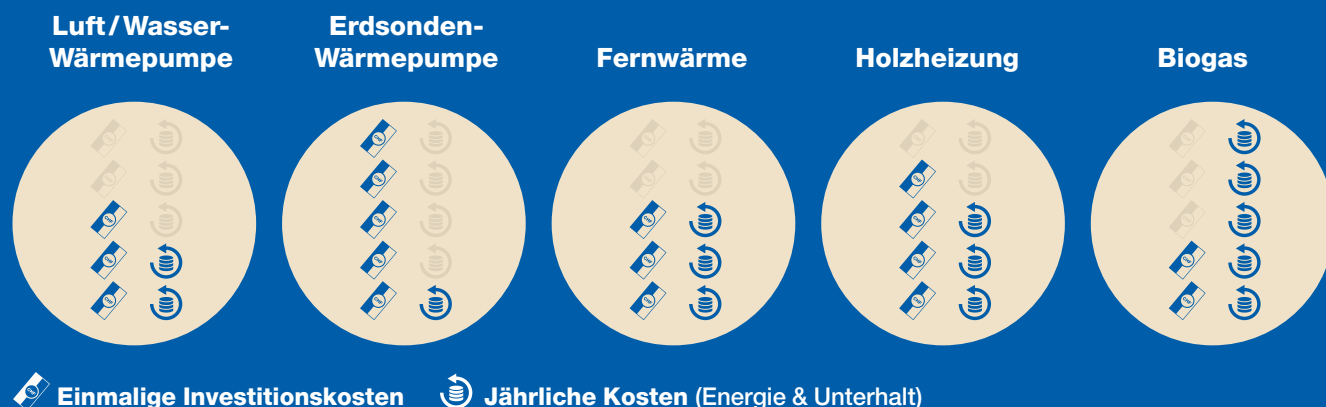 Luft/Wasser-
Wärmepumpe
Erdsonden-
Wärmepumpe
Fernwärme
Holzheizung
Biogas
Einmalige Investitionskosten
Jährliche Kosten (Energie & Unterhalt)